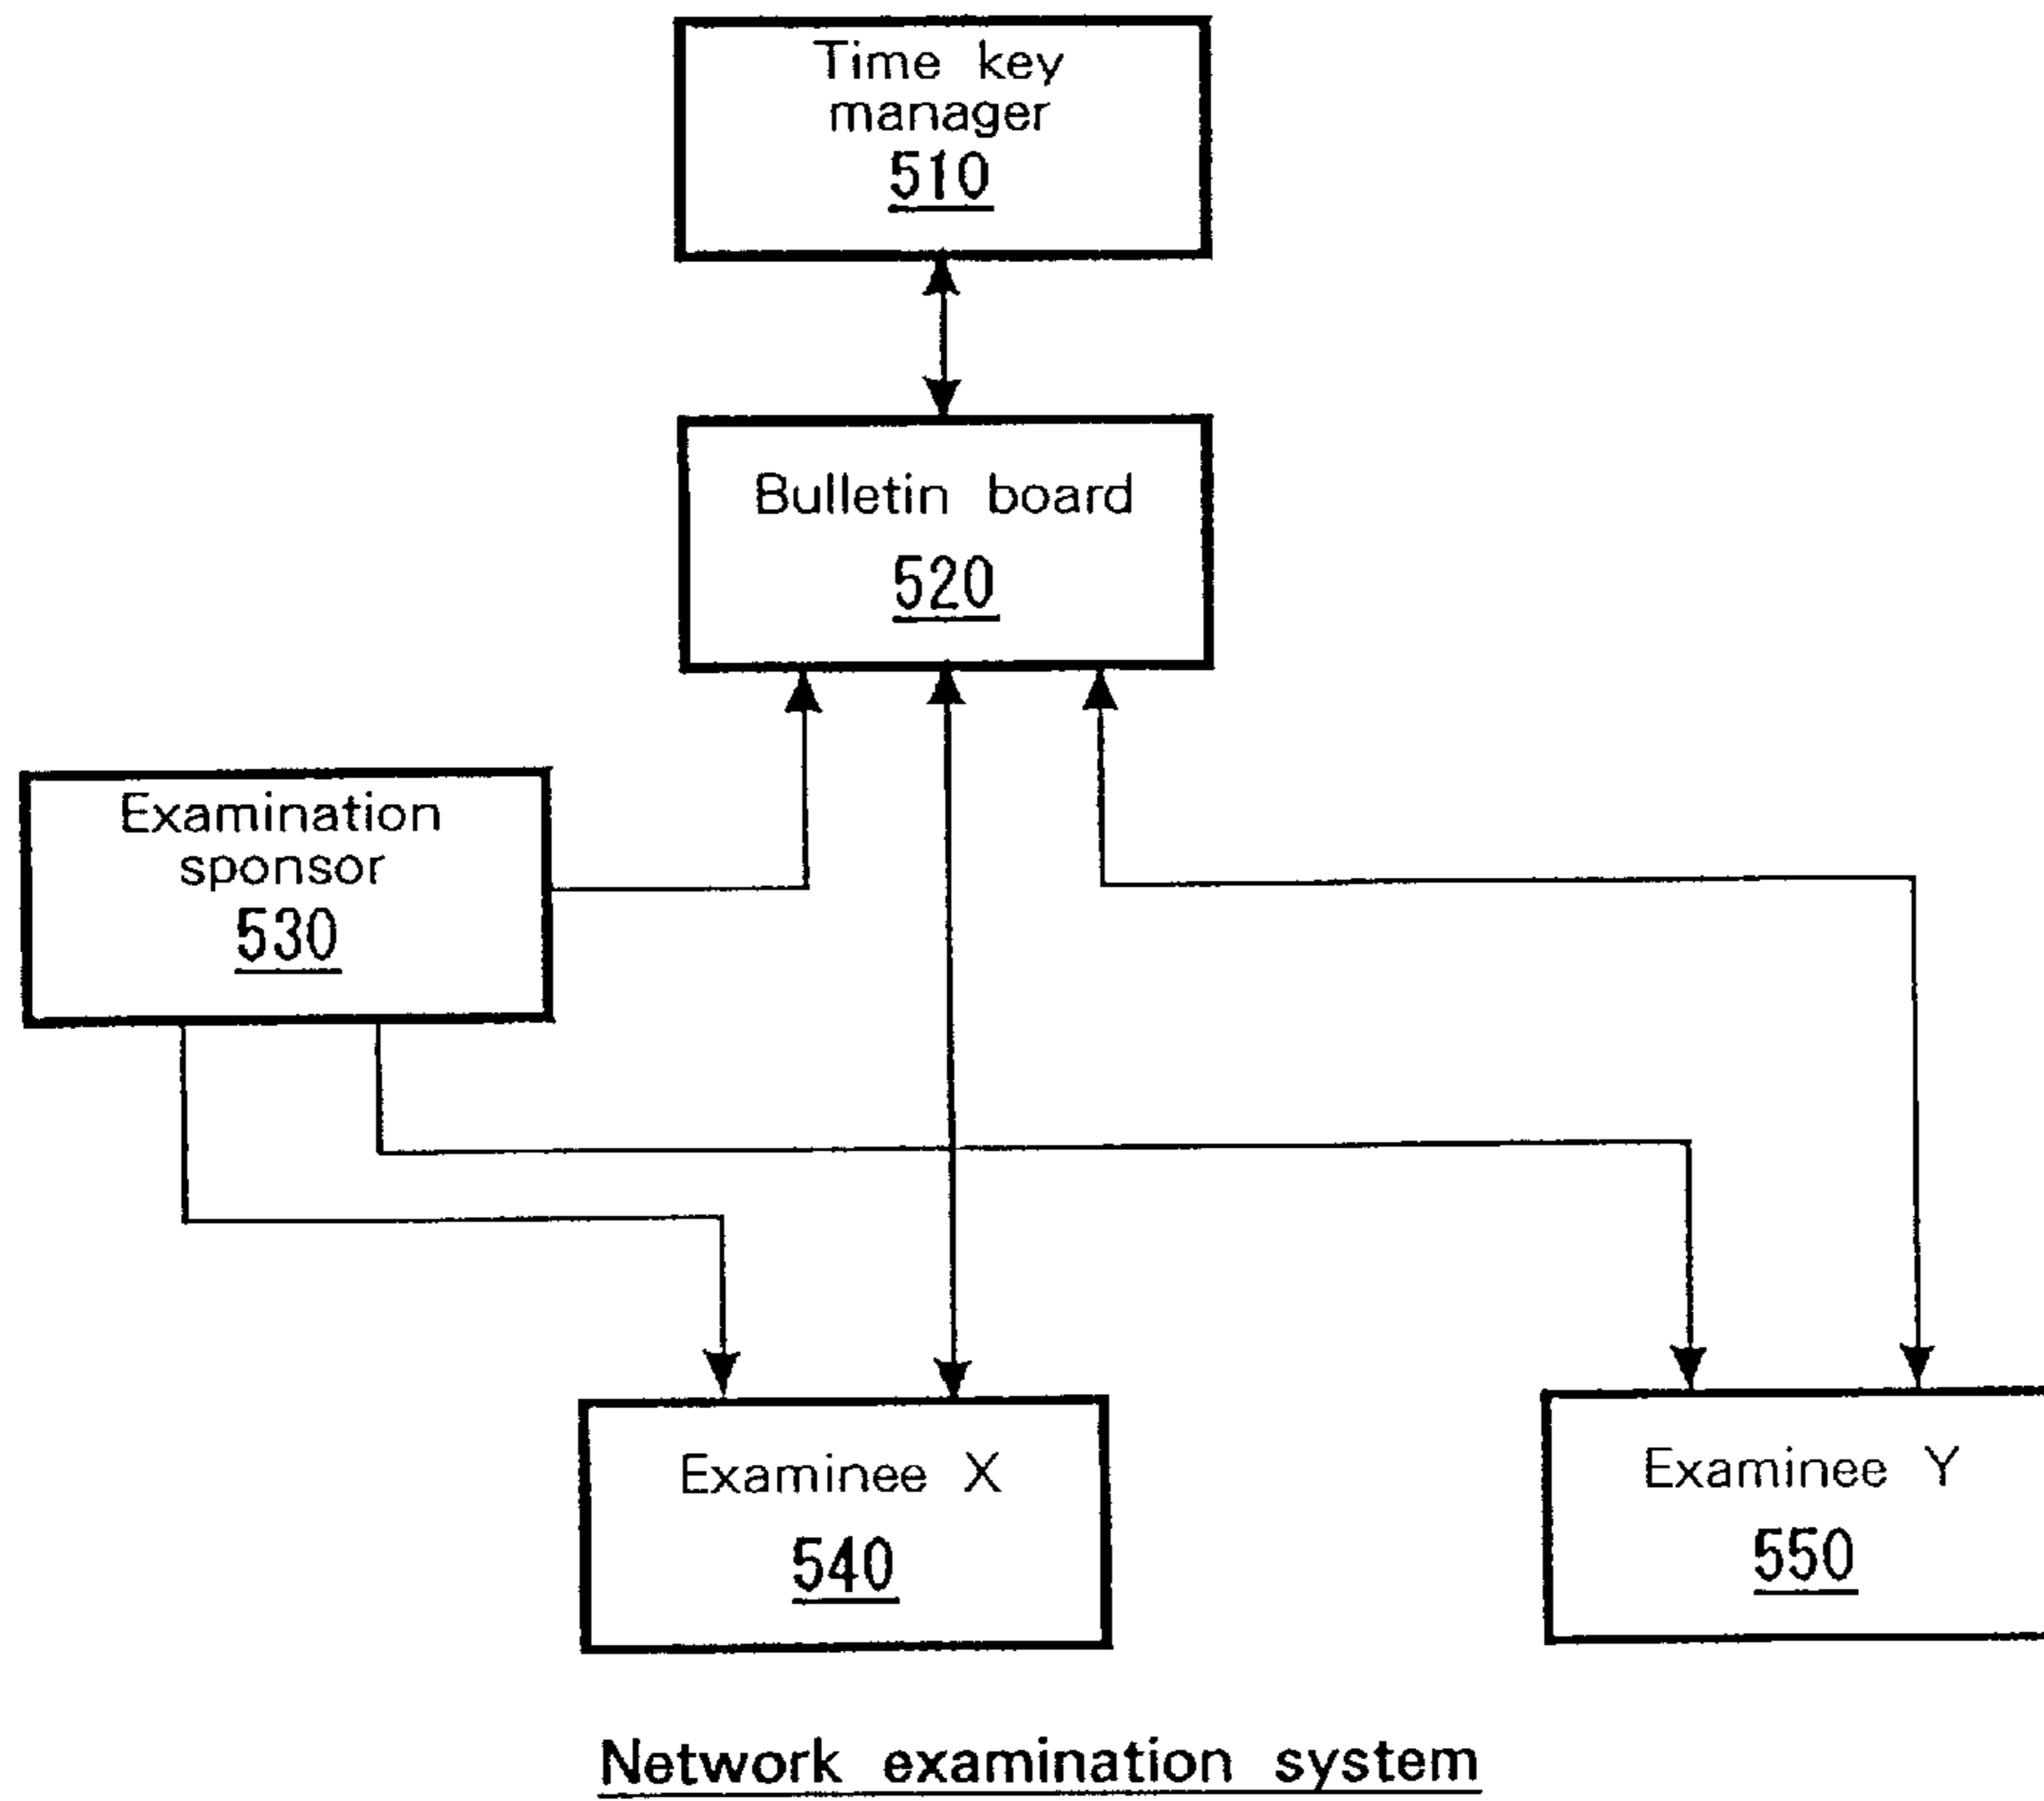 Time key
manager
510
Bulletin board
520
Examination
sponsor
530
Examinee X
540
Examinee Y
550
Network examination system